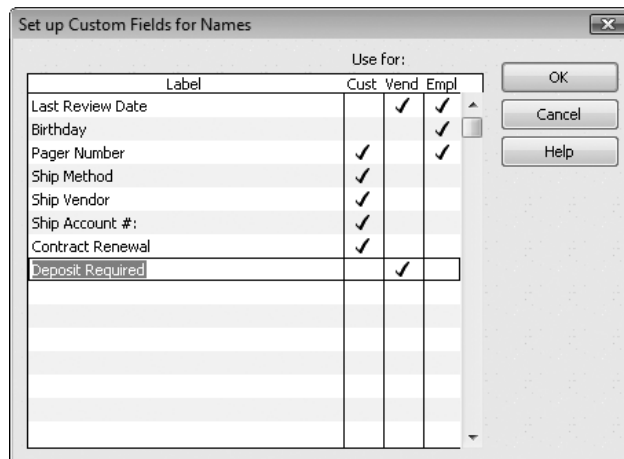 Set up Custom Fields for Names
Use for:
Label Cust Vend Empl
Last Review Date
Birthday
Pager Number
Ship Method
Ship Vendor
Ship Account #:
Contract Renewal
Deposit Required
OK
Cancel
Help